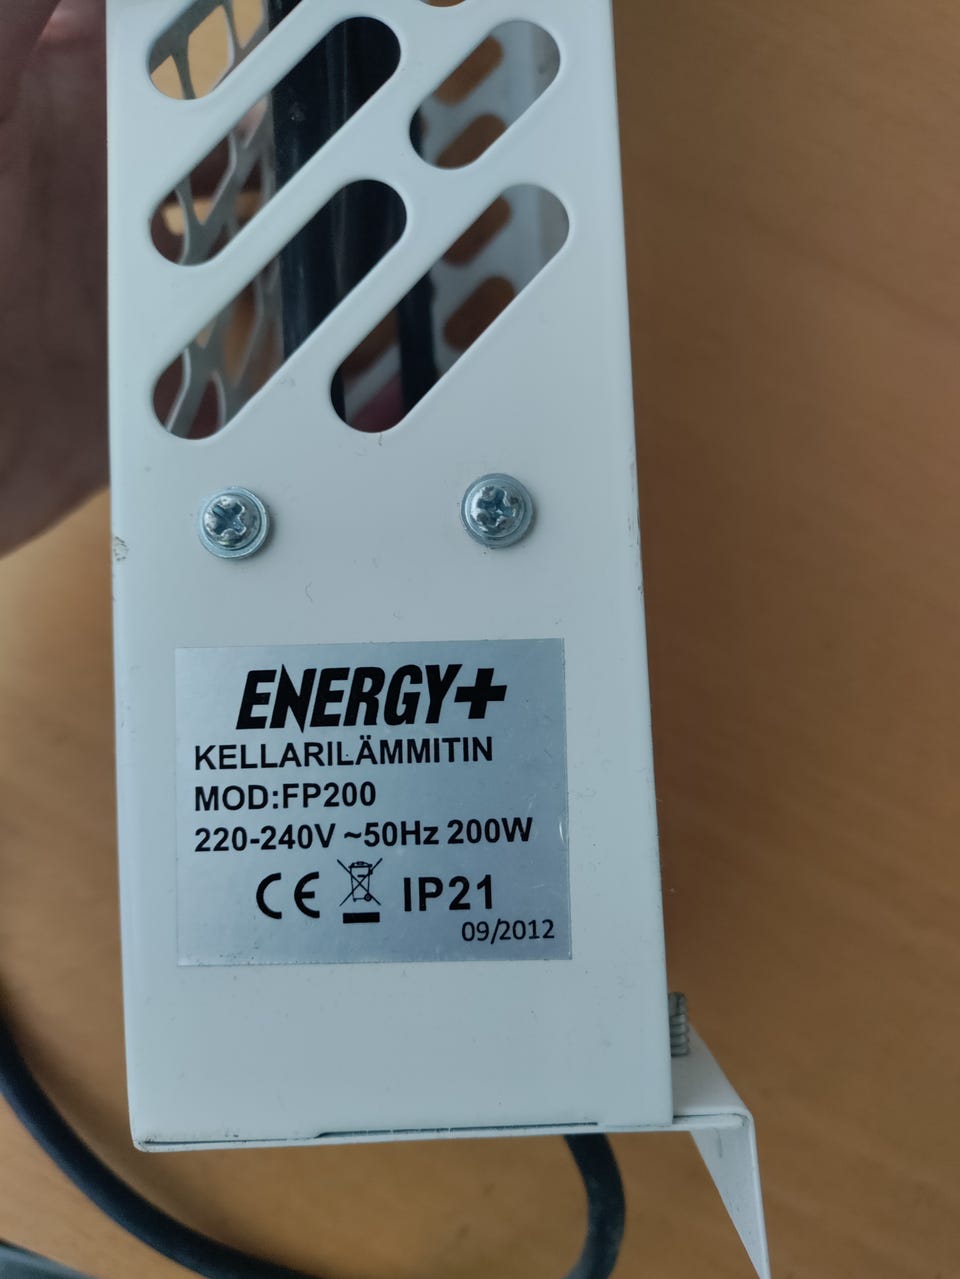 ENERGY+
KELLARILÄMMITIN
MOD:FP200
220-240V ~50Hz 200W
CE IP21
09/2012